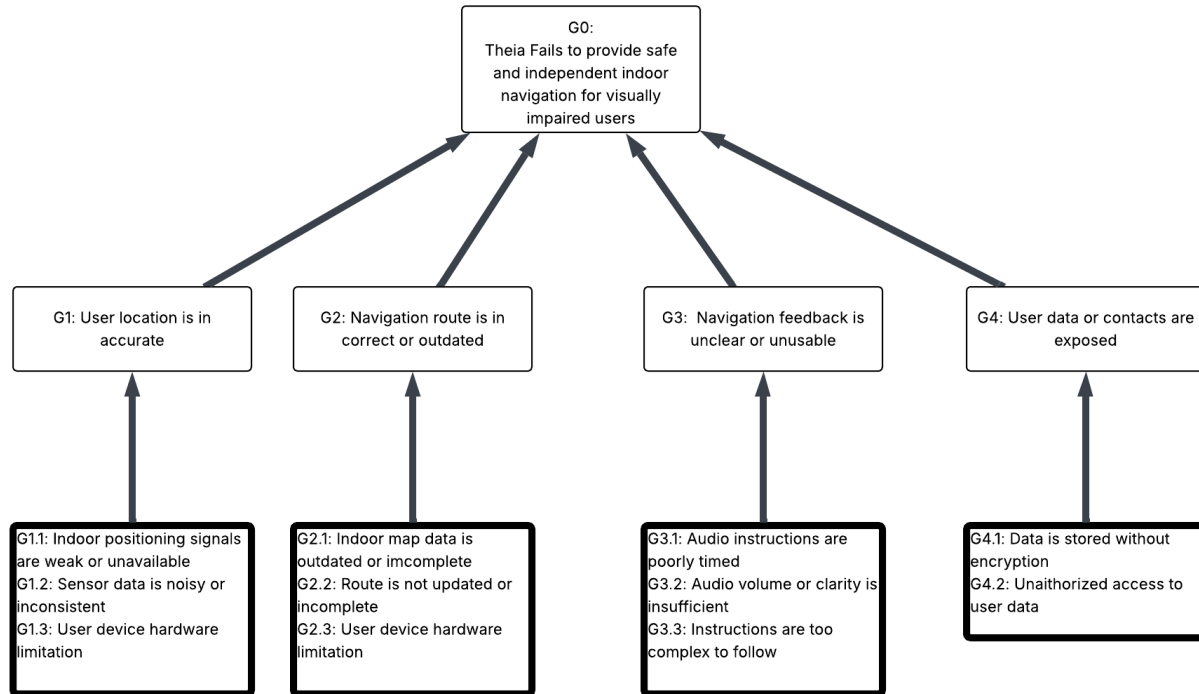 G0:
Theia Fails to provide safe
and independent indoor
navigation for visually
impaired users
G1: User location is in
accurate
G2: Navigation route is in
correct or outdated
G3:  Navigation feedback is
unclear or unusable
G4: User data or contacts are
exposed
G1.1: Indoor positioning signals
are weak or unavailable
G1.2: Sensor data is noisy or
inconsistent
G1.3: User device hardware
limitation
G2.1: Indoor map data is
outdated or imcomplete
G2.2: Route is not updated or
incomplete
G2.3: User device hardware
limitation
G3.1: Audio instructions are
poorly timed
G3.2: Audio volume or clarity is
insufficient
G3.3: Instructions are too
complex to follow
G4.1: Data is stored without
encryption
G4.2: Unaithorized access to
user data